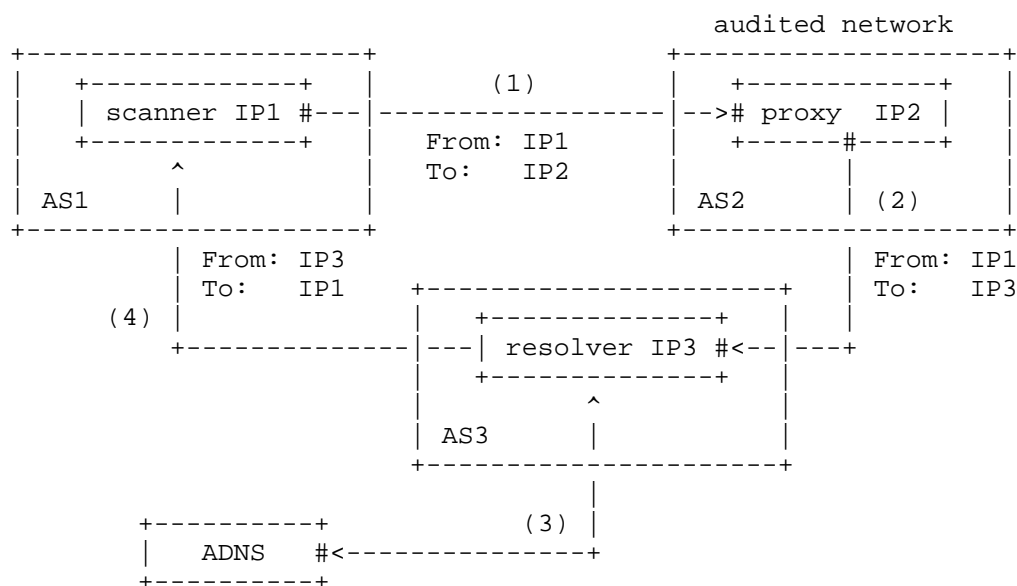 audited network
(1)
scanner IP1 proxy IP2
From: IP1
To: IP2
AS1 AS2 (2)
From: IP3 From: IP1
To: IP1 To: IP3
(4)
resolver IP3
AS3
(3)
ADNS